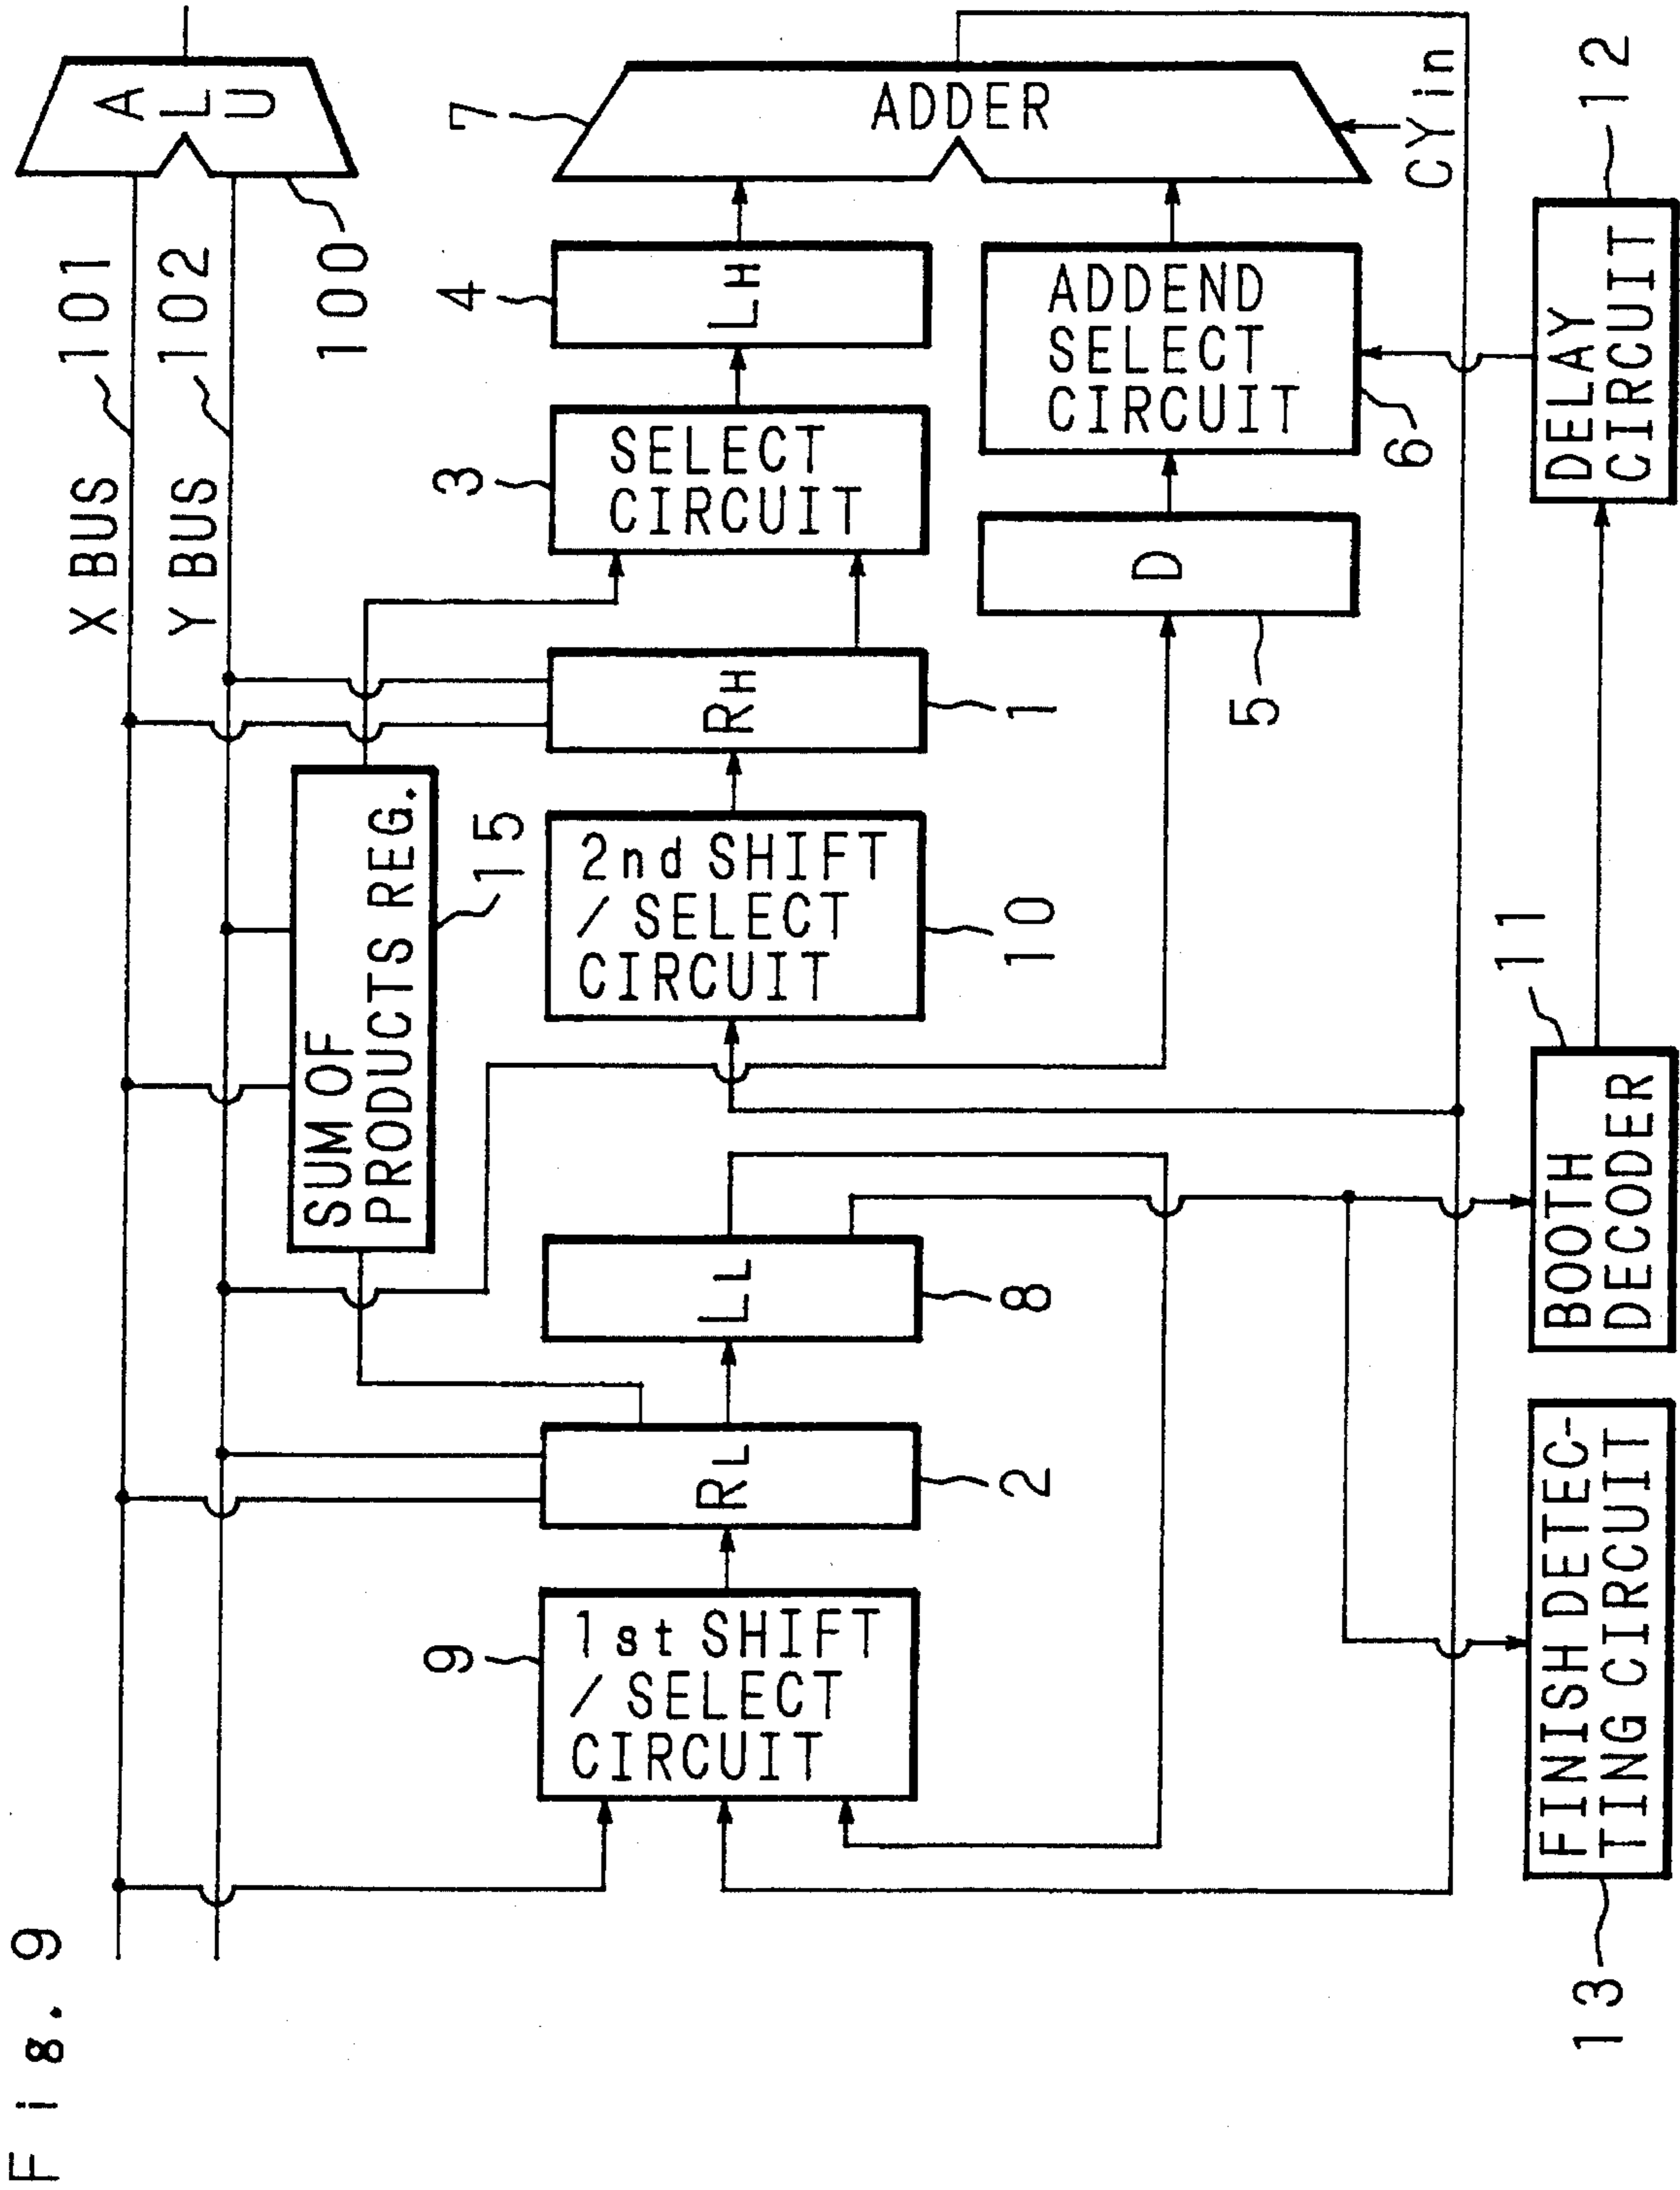 Fig. 9
X BUS
101
Y BUS
102
ALU
100
SUM OF
PRODUCTS REG.
15
9
1st SHIFT
/ SELECT
CIRCUIT
RL
2
LL
8
2nd SHIFT
/ SELECT
CIRCUIT
10
RH
1
3
SELECT
CIRCUIT
4
LH
7
ADDER
D
5
ADDEND
SELECT
CIRCUIT
6
CYin
FINISH DETEC-
TING CIRCUIT
13
BOOTH
DECODER
11
DELAY
CIRCUIT
12